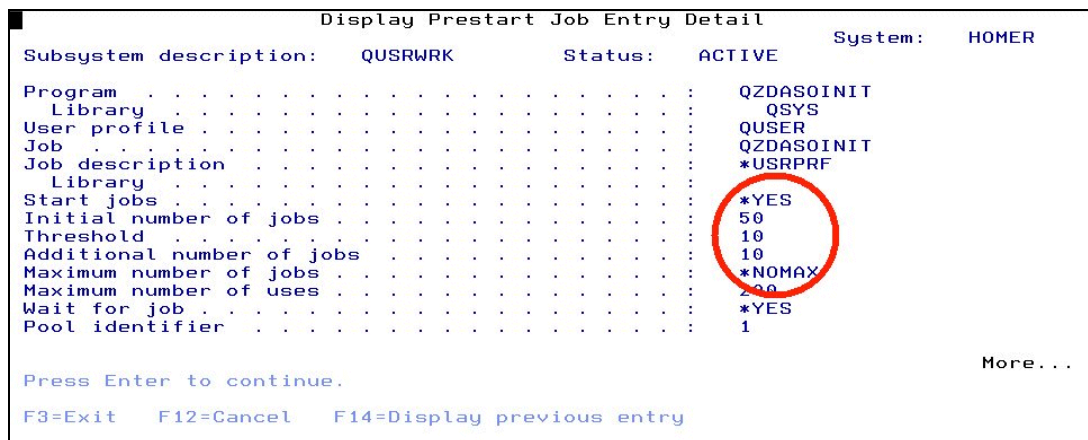 Display Prestart Job Entry Detail
System: HOMER
Subsystem description: QUSRWRK Status: ACTIVE
Program . . . . . . . . . . . . . . . . . . . . : QZDASOINIT
Library . . . . . . . . . . . . . . . . . . . : QSYS
User profile . . . . . . . . . . . . . . . . . . : QUSER
Job . . . . . . . . . . . . . . . . . . . . . . : QZDASOINIT
Job description . . . . . . . . . . . . . . . . : *USRPRF
Library . . . . . . . . . . . . . . . . . . . :
Start jobs . . . . . . . . . . . . . . . . . . . : *YES
Initial number of jobs . . . . . . . . . . . . . : 50
Threshold . . . . . . . . . . . . . . . . . . . : 10
Additional number of jobs . . . . . . . . . . . : 10
Maximum number of jobs . . . . . . . . . . . . . : *NOMAX
Maximum number of uses . . . . . . . . . . . . . : 200
Wait for job . . . . . . . . . . . . . . . . . . : *YES
Pool identifier . . . . . . . . . . . . . . . . : 1
More...
Press Enter to continue.
F3=Exit F12=Cancel F14=Display previous entry